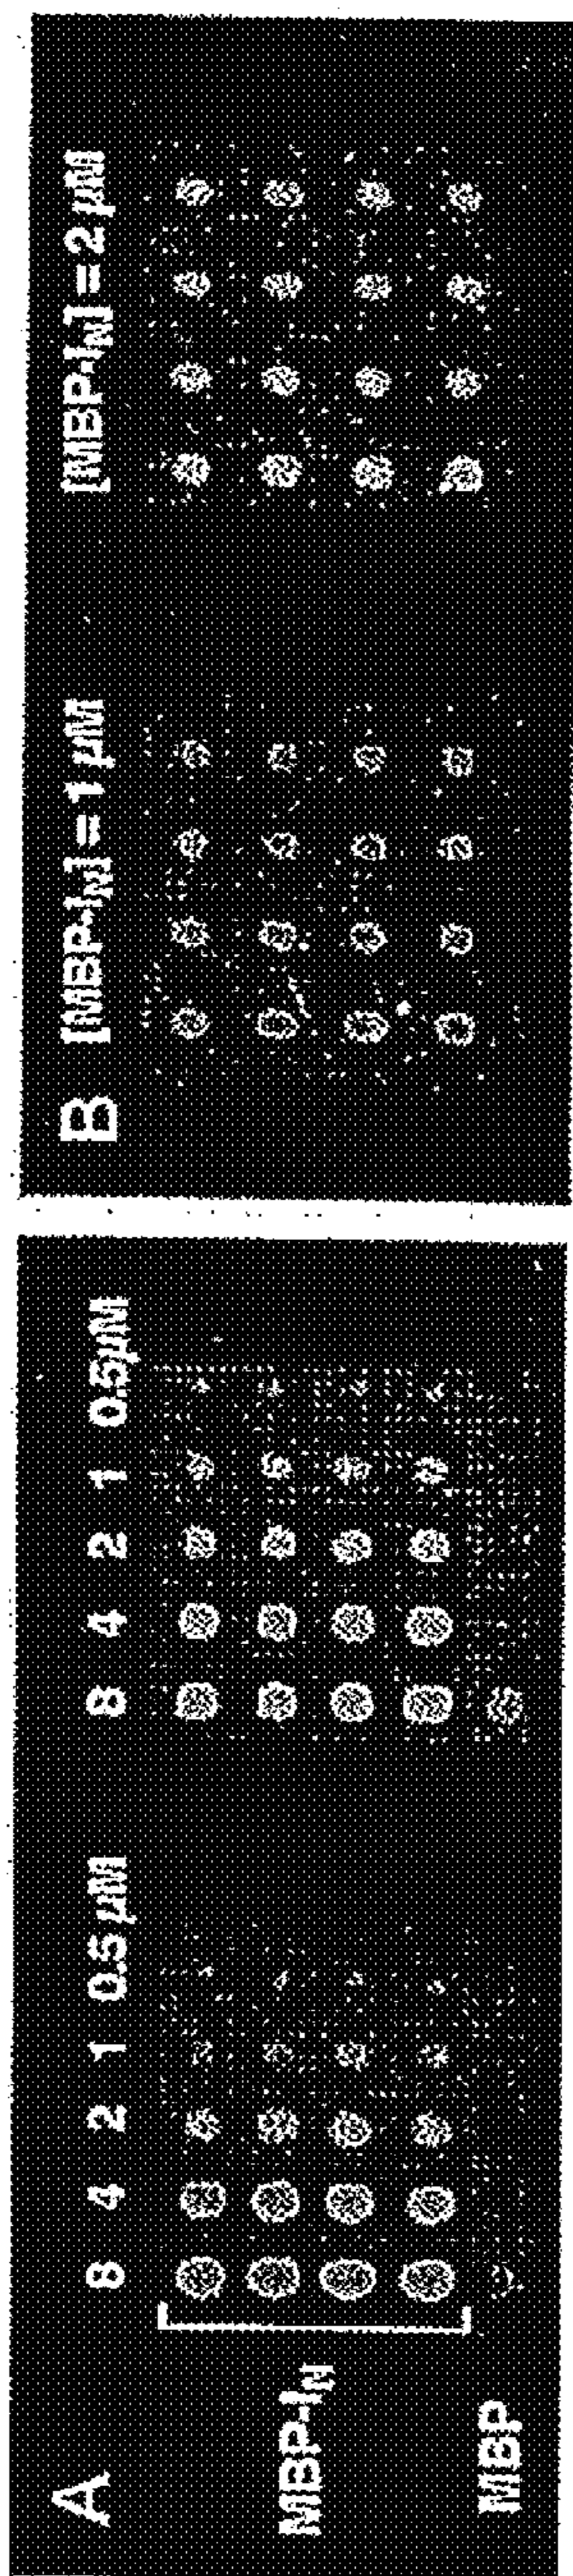 A
8 4 2 1 0.5 μM
8 4 2 1 0.5μM
MBP-I_N
MBP
B
[MBP-I_N] = 1 μM
[MBP-I_N] = 2 μM